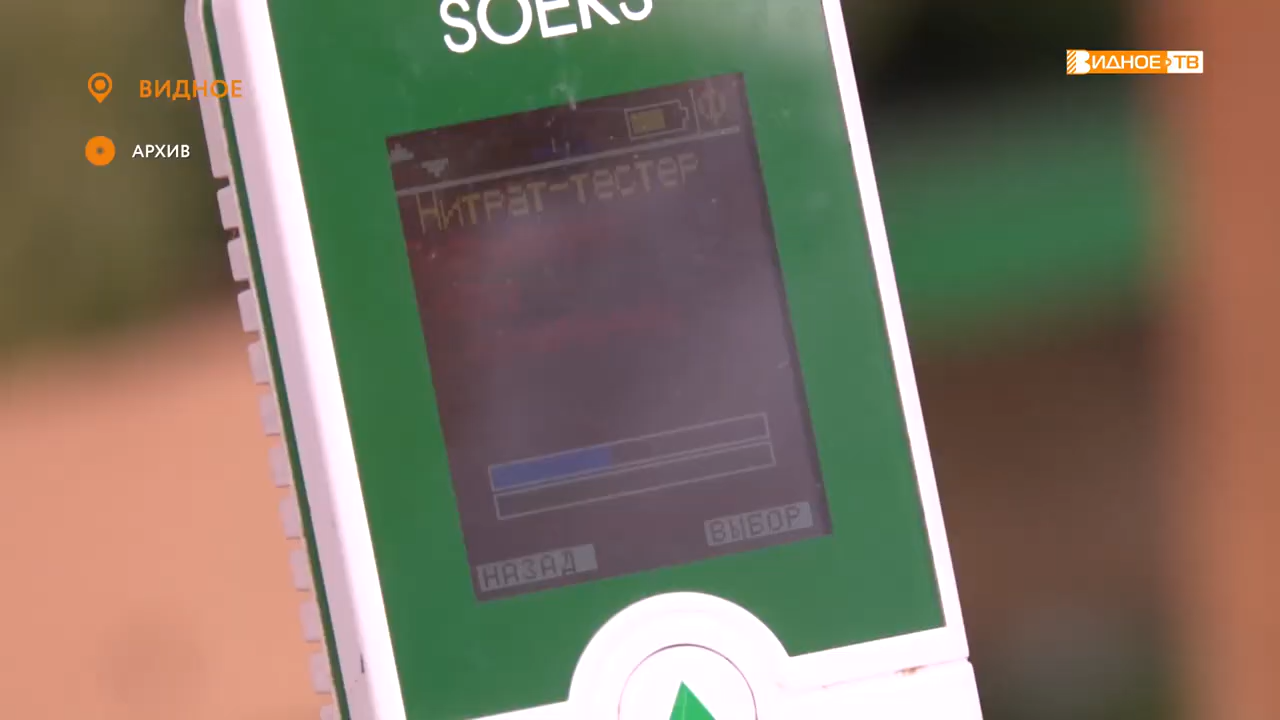 SOEKS
ВИДНОЕ
ВИДНОЕ ТВ
АРХИВ
Нитрат-тестер
ВЫБОР
НАЗАД